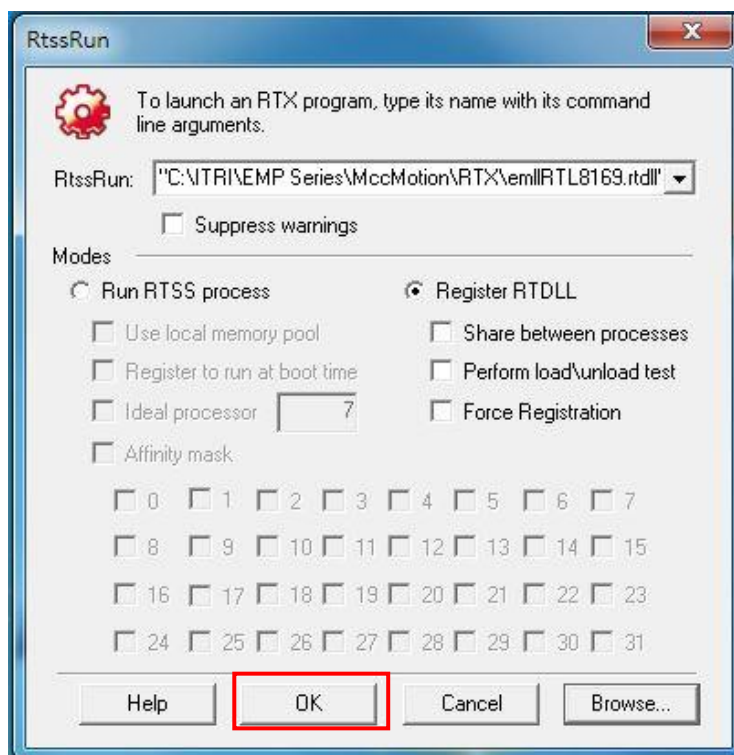 RtssRun
To launch an RTX program, type its name with its command
line arguments.
RtssRun: "C:\ITRI\EMP Series\MccMotion\RTX\emllRTL8169.rtdll"
Suppress warnings
Modes
Run RTSS process Register RTDLL
Use local memory pool Share between processes
Register to run at boot time Perform load\unload test
Ideal processor 7 Force Registration
Affinity mask
0 1 2 3 4 5 6 7
8 9 10 11 12 13 14 15
16 17 18 19 20 21 22 23
24 25 26 27 28 29 30 31
Help OK Cancel Browse...